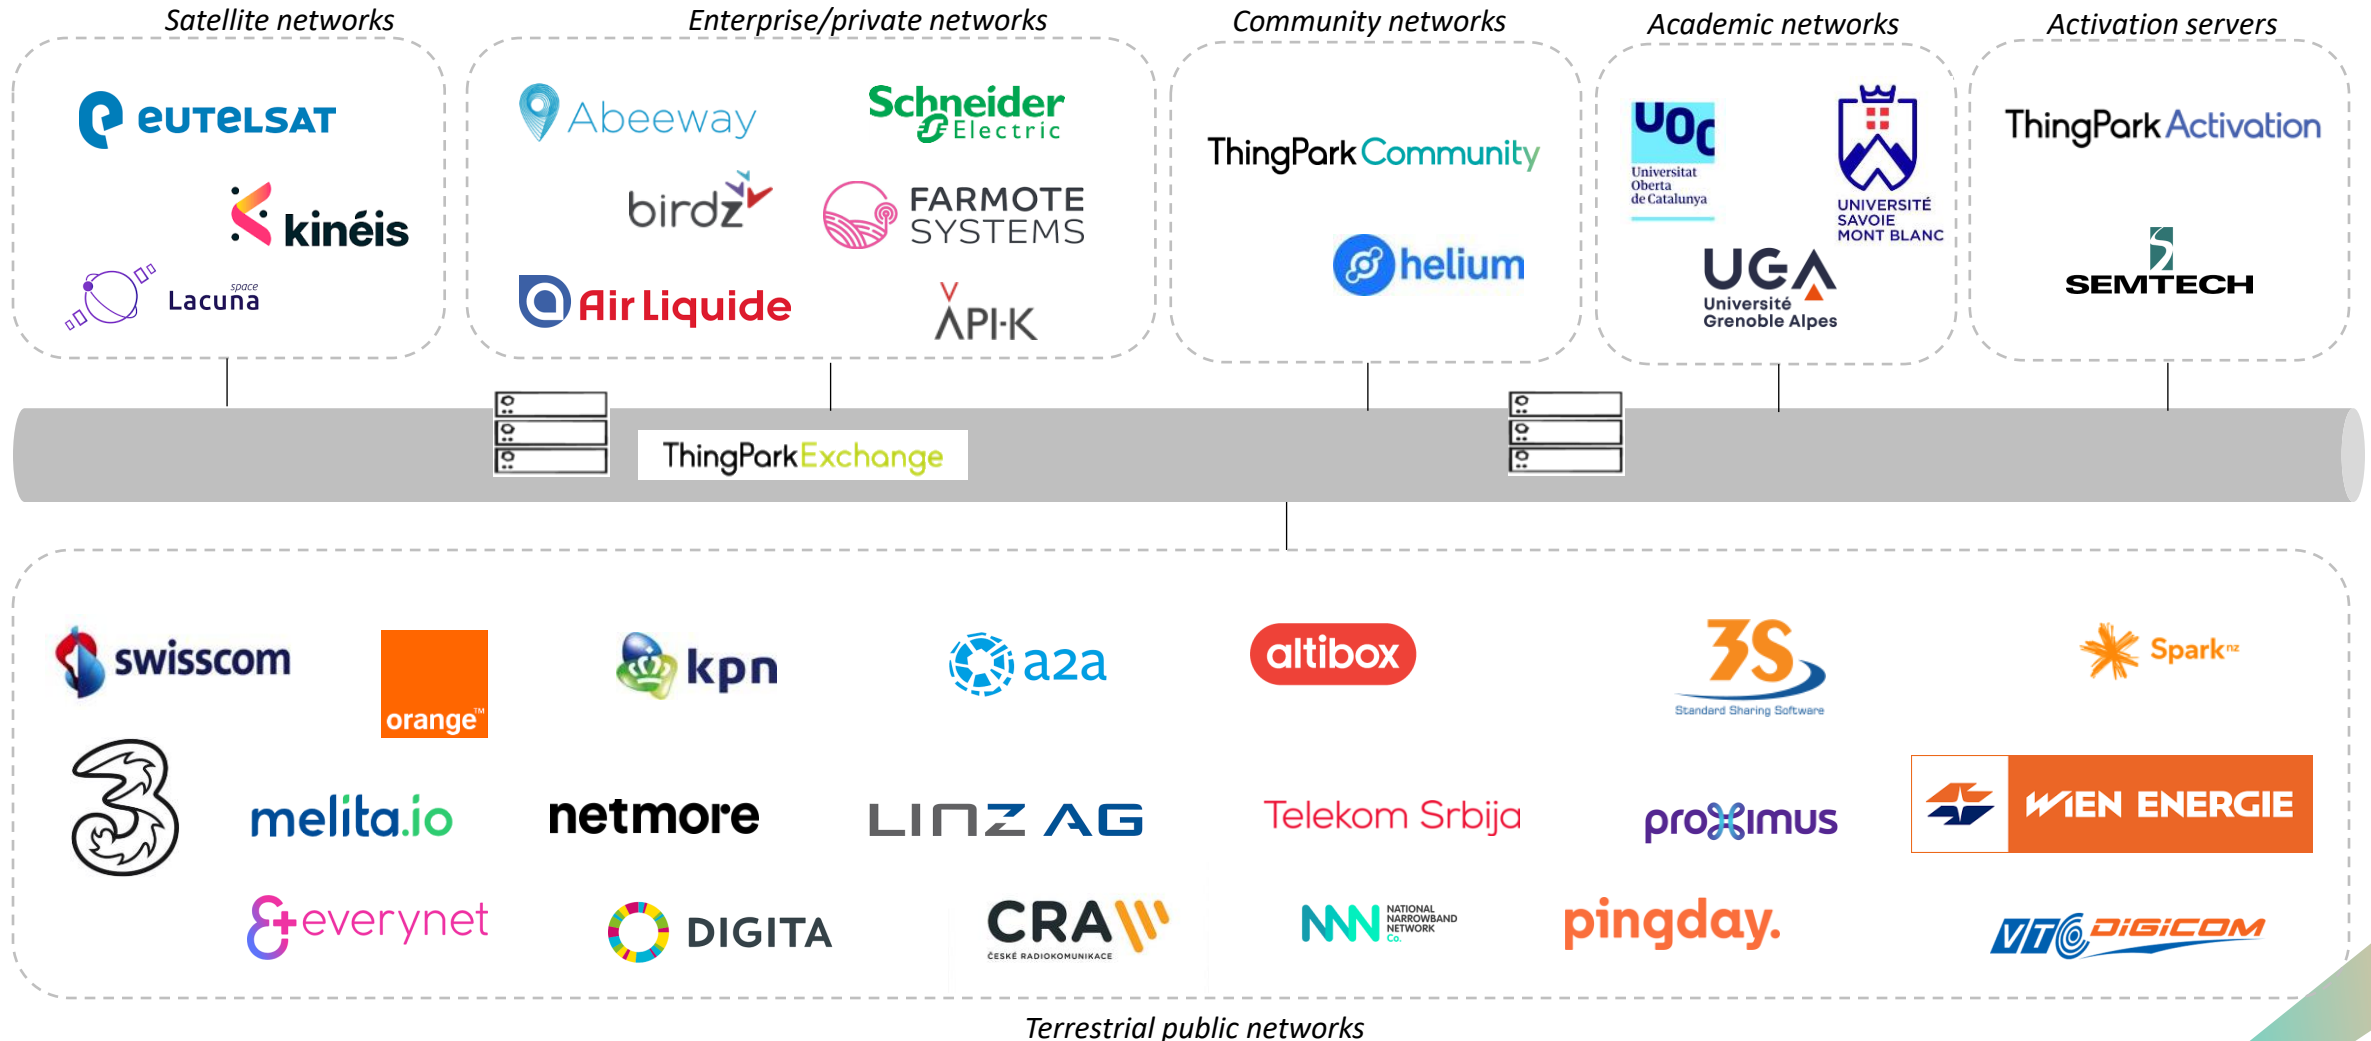 Satellite networks
Enterprise/private networks
Community networks
Academic networks
Activation servers
eutelsat
kinéis
space
Lacuna
Abeeway
Schneider
Electric
birdz
FARMOTE
SYSTEMS
Air Liquide
API-K
ThingPark Community
helium
UOC
Universitat
Oberta
de Catalunya
UNIVERSITÉ
SAVOIE
MONT BLANC
UGA
Université
Grenoble Alpes
ThingPark Activation
SEMTECH
ThingPark Exchange
swisscom
orange™
kpn
a2a
altibox
3S
Standard Sharing Software
Spark nz
3
melita.io
netmore
LINZ AG
Telekom Srbija
proximus
WIEN ENERGIE
everynet
DIGITA
CRA
ČESKÉ RADIOKOMUNIKACE
NNN
NATIONAL
NARROWBAND
NETWORK
Co.
pingday.
VTC DIGICOM
Terrestrial public networks